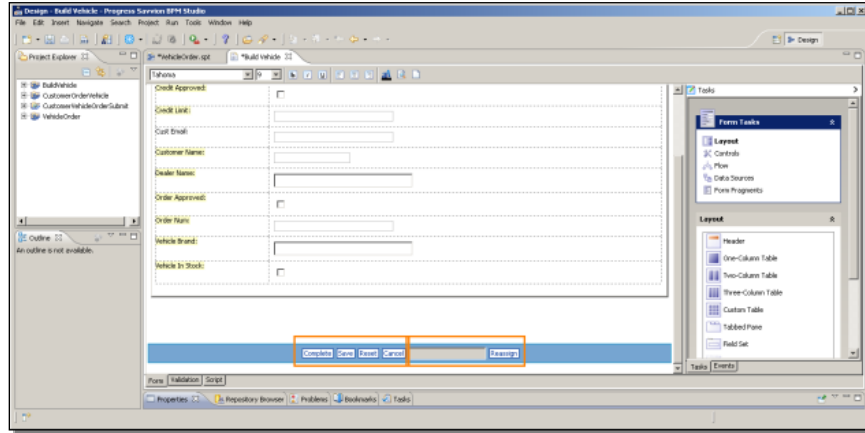 Design - Build Vehicle - Progress Savvion BPM Studio
File Edit Insert Navigate Search Project Run Tools Window Help
Design
Project Explorer
*VehicleOrder.spt
*Build Vehicle
Tahoma
9
BuildVehicle
CustomerOrderVehicle
CustomerVehicleOrderSubmit
VehicleOrder
Outline
An outline is not available.
Credit Approved:
Credit Limit:
Cust Email:
Customer Name:
Dealer Name:
Order Approved:
Order Num:
Vehicle Brand:
Vehicle In Stock:
Complete Save Reset Cancel
Reassign
Form Validation Script
Tasks
Form Tasks
Layout
Controls
Flow
Data Sources
Form Fragments
Layout
Header
One-Column Table
Two-Column Table
Three-Column Table
Custom Table
Tabbed Pane
Field Set
Tasks Events
Properties Repository Browser Problems Bookmarks Tasks